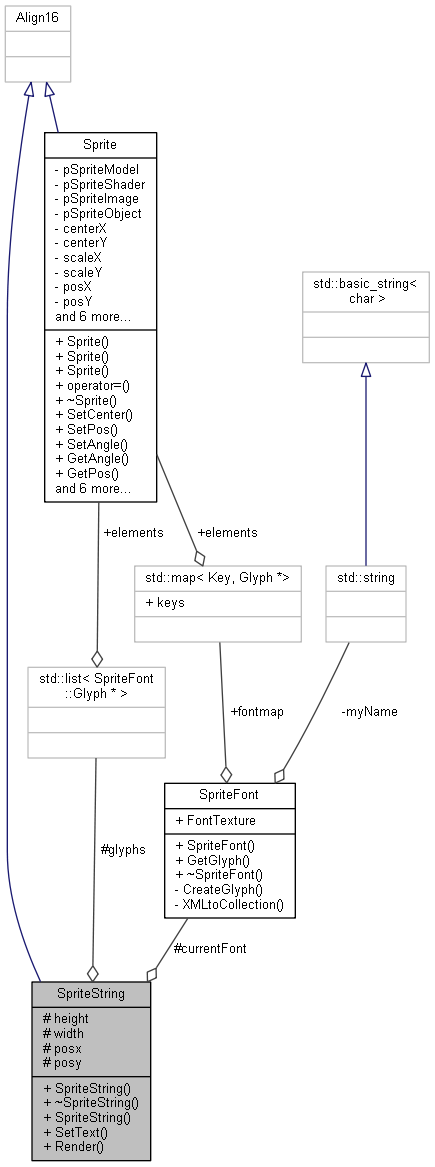 Align16
Sprite
- pSpriteModel
- pSpriteShader
- pSpriteImage
- pSpriteObject
- centerX
- centerY
- scaleX
- scaleY
- posX
- posY
and 6 more...
+ Sprite()
+ Sprite()
+ Sprite()
+ operator=()
+ ~Sprite()
+ SetCenter()
+ SetPos()
+ SetAngle()
+ GetAngle()
+ GetPos()
and 6 more...
std::basic_string<
char >
+elements
+elements
std::map< Key, Glyph *>
+ keys
std::string
std::list< SpriteFont
::Glyph * >
+fontmap
-myName
SpriteFont
+ FontTexture
+ SpriteFont()
+ GetGlyph()
+ ~SpriteFont()
- CreateGlyph()
- XMLtoCollection()
#glyphs
#currentFont
SpriteString
# height
# width
# posx
# posy
+ SpriteString()
+ ~SpriteString()
+ SpriteString()
+ SetText()
+ Render()